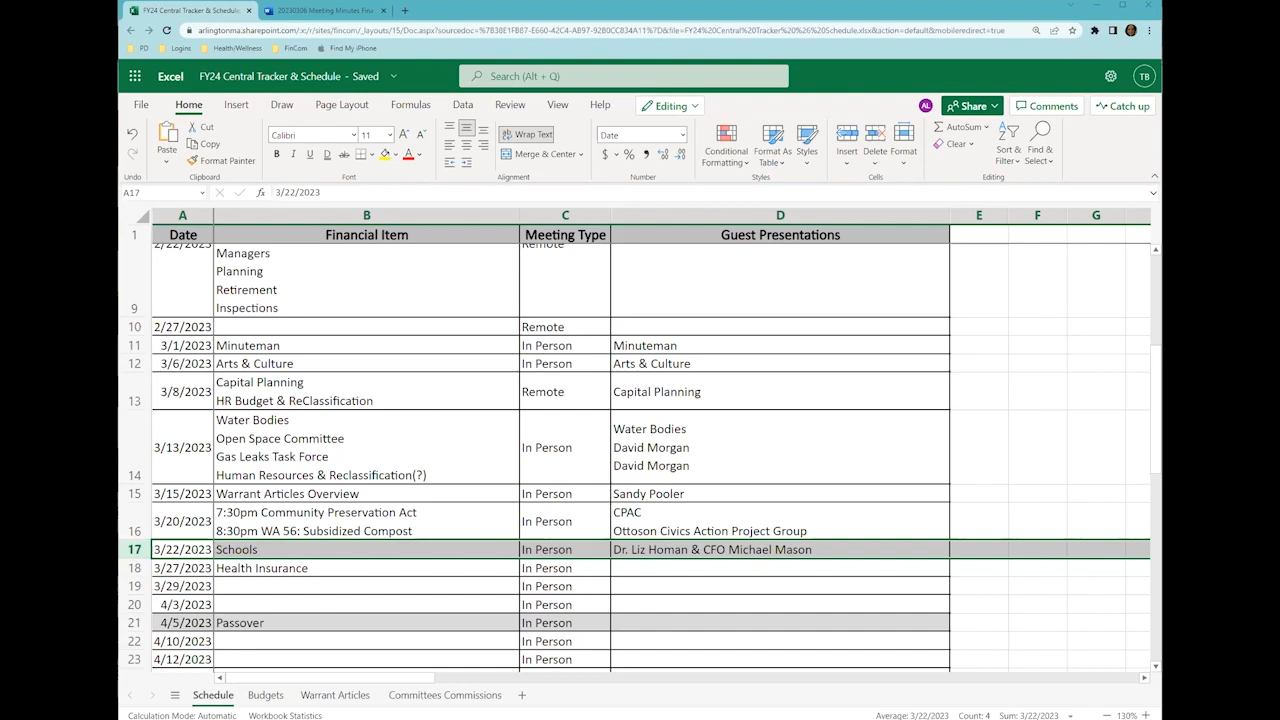 FY24 Central Tracker & Schedule.
20230306 Meeting Minutes Fina
arlingtonma.sharepoint.com/:x:/r/sites/fincom/_layouts/15/Doc.aspx?sourcedoc=%7B38E1FB87-E660-42C4-AB97-92B0CC834A11%7D&file=FY24%20Central%20Tracker%20%26%20Schedule.xlsx&action=default&mobileredirect=true
PD Logins Health/Wellness FinCom Find My iPhone
Excel FY24 Central Tracker & Schedule - Saved Search (Alt + Q) TB
File Home Insert Draw Page Layout Formulas Data Review View Help Editing AL Share Comments Catch up
Cut
Copy
Format Painter
Paste
Undo Clipboard
Calibri 11 A A
B I U D ab A
Font
Wrap Text
Merge & Center
Alignment
Date
$ % 9 .00
Number
Conditional Formatting
Format As Table
Styles
Styles
Insert Delete Format
Cells
AutoSum
Clear
Sort & Filter
Find & Select
Editing
A17 fx 3/22/2023
A B C D E F G
1 Date Financial Item Meeting Type Guest Presentations
2/22/2023 Remote
Managers
Planning
Retirement
9 Inspections
10 2/27/2023 Remote
11 3/1/2023 Minuteman In Person Minuteman
12 3/6/2023 Arts & Culture In Person Arts & Culture
13 3/8/2023 Capital Planning
HR Budget & ReClassification Remote Capital Planning
14 3/13/2023 Water Bodies
Open Space Committee
Gas Leaks Task Force
Human Resources & Reclassification(?)
In Person
Water Bodies
David Morgan
David Morgan
15 3/15/2023 Warrant Articles Overview In Person Sandy Pooler
16 3/20/2023 7:30pm Community Preservation Act
8:30pm WA 56: Subsidized Compost
In Person
CPAC
Ottoson Civics Action Project Group
17 3/22/2023 Schools In Person Dr. Liz Homan & CFO Michael Mason
18 3/27/2023 Health Insurance In Person
19 3/29/2023 In Person
20 4/3/2023 In Person
21 4/5/2023 Passover In Person
22 4/10/2023 In Person
23 4/12/2023 In Person
Schedule Budgets Warrant Articles Committees Commissions
Calculation Mode: Automatic Workbook Statistics Average: 3/22/2023 Count: 4 Sum: 3/22/2023 130%